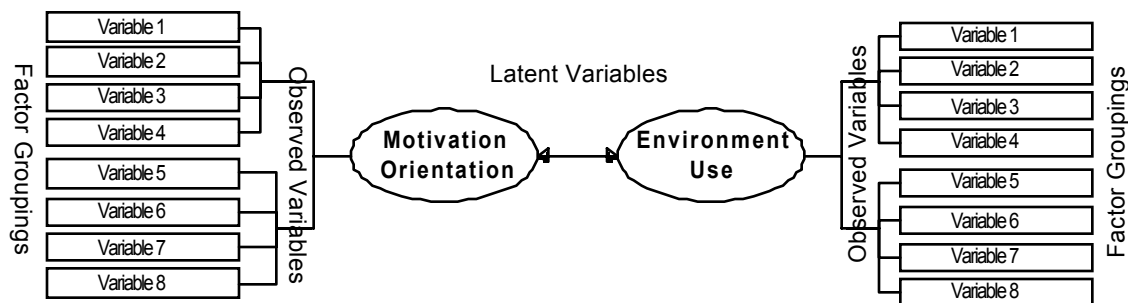 Factor Groupings
Variable 1
Variable 2
Variable 3
Variable 4
Variable 5
Variable 6
Variable 7
Variable 8
Observed Variables
Latent Variables
Motivation
Orientation
Environment
Use
Observed Variables
Variable 1
Variable 2
Variable 3
Variable 4
Variable 5
Variable 6
Variable 7
Variable 8
Factor Groupings